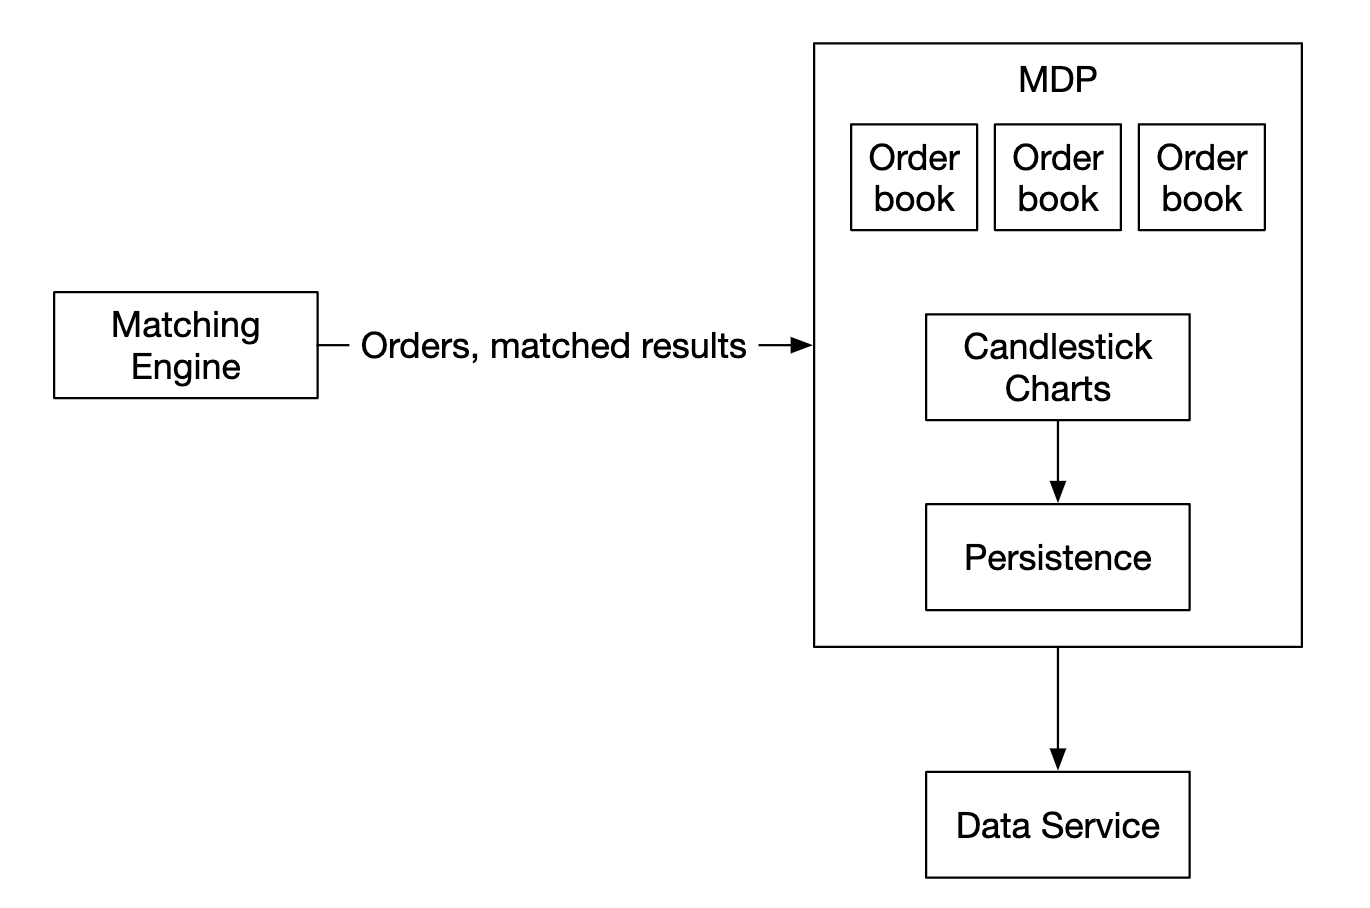 MDP
Order
book
Order
book
Order
book
Matching
Engine
Orders, matched results
Candlestick
Charts
Persistence
Data Service